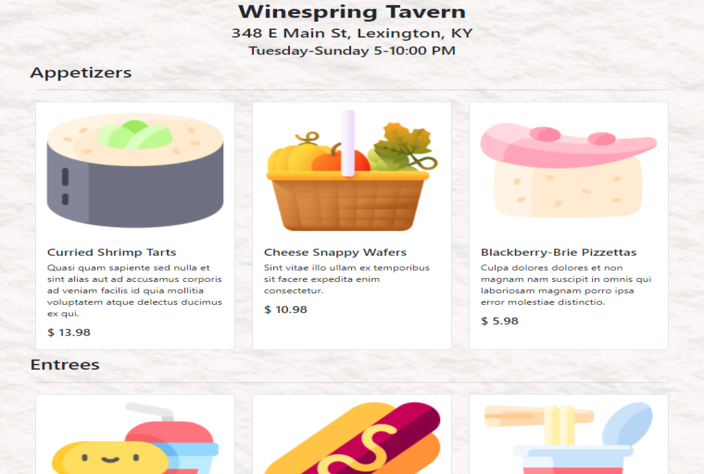 Winespring Tavern
348 E Main St, Lexington, KY
Tuesday-Sunday 5-10:00 PM
Appetizers
Curried Shrimp Tarts
Quasi quam sapiente sed nulla et
sint alias aut ad accusamus corporis
ad veniam facilis id quia mollitia
voluptatem atque delectus ducimus
ex qui.
$ 13.98
Cheese Snappy Wafers
Sint vitae illo ullam ex temporibus
sit facere expedita enim
consectetur.
$ 10.98
Blackberry-Brie Pizzettas
Culpa dolores dolores et non
magnam nam suscipit in omnis qui
laboriosam magnam porro ipsa
error molestiae distinctio.
$ 5.98
Entrees